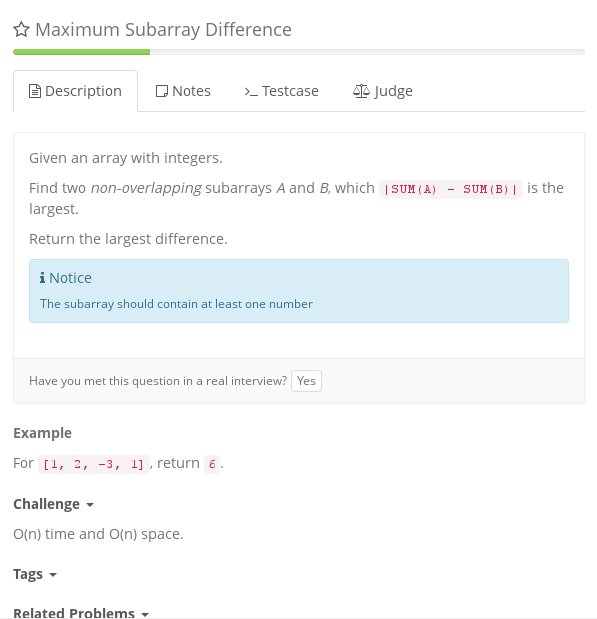 Maximum Subarray Difference
Description Notes Testcase Judge
Given an array with integers.
Find two non-overlapping subarrays A and B, which |SUM(A) - SUM(B)| is the
largest.
Return the largest difference.
Notice
The subarray should contain at least one number
Have you met this question in a real interview? Yes
Example
For [1, 2, -3, 1], return 6.
Challenge
O(n) time and O(n) space.
Tags
Related Problems